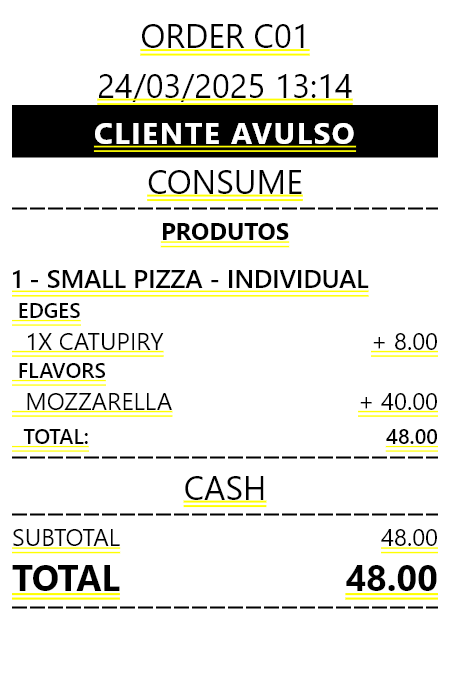 ORDER C01
24/03/2025 13:14
CLIENTE AVULSO
CONSUME
PRODUTOS
1 - SMALL PIZZA - INDIVIDUAL
EDGES
1X CATUPIRY + 8.00
FLAVORS
MOZZARELLA + 40.00
TOTAL: 48.00
CASH
SUBTOTAL 48.00
TOTAL 48.00